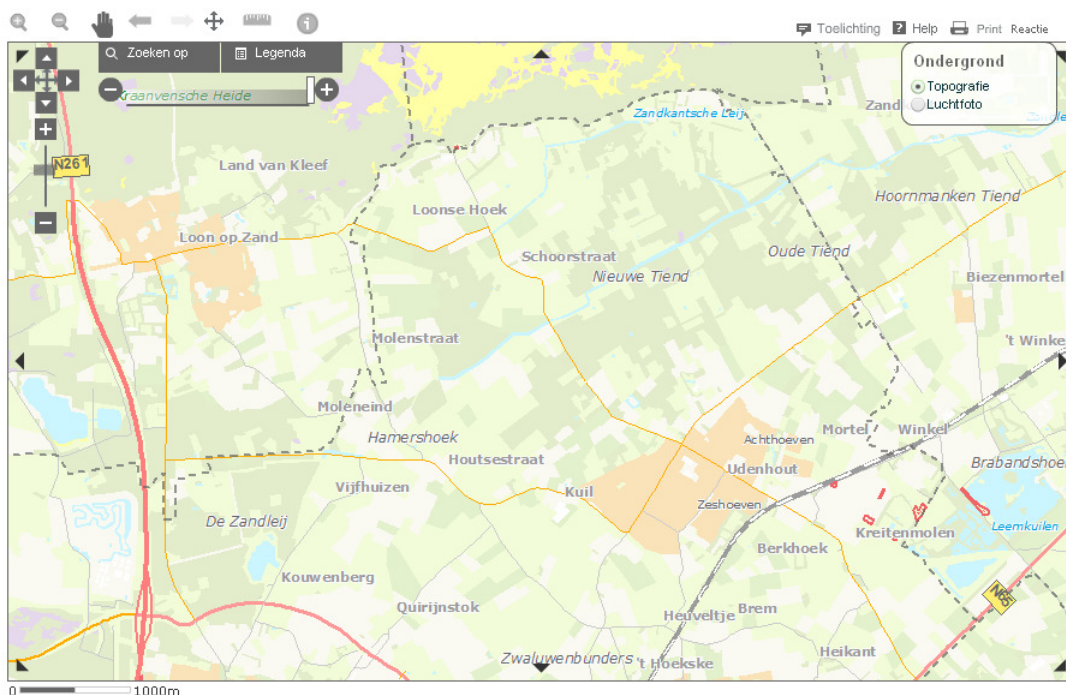 Toelichting
Help
Print
Reactie
Zoeken op
Legenda
Ondergrond
Topografie
Luchtfoto
Kraanvensche Heide
Zandkantsche Leij
N261
Land van Kleef
Loonse Hoek
Hoornmanken Tiend
Loon op Zand
Schoorstraat
Oude Tiend
Nieuwe Tiend
Biezenmortel
Molenstraat
't Winkel
Moleneind
Hamershoek
Achthoeven
Mortel
Winkel
Houtsestraat
Udenhout
Brabandshoek
Vijfhuizen
Kuil
Zeshoeven
De Zandleij
Kreitenmolen
Leemkuilen
Berkhoek
Kouwenberg
N65
Quirijnstok
Heuveltje
Brem
Heikant
Zwaluwenbunders
't Hoekske
0
1000m